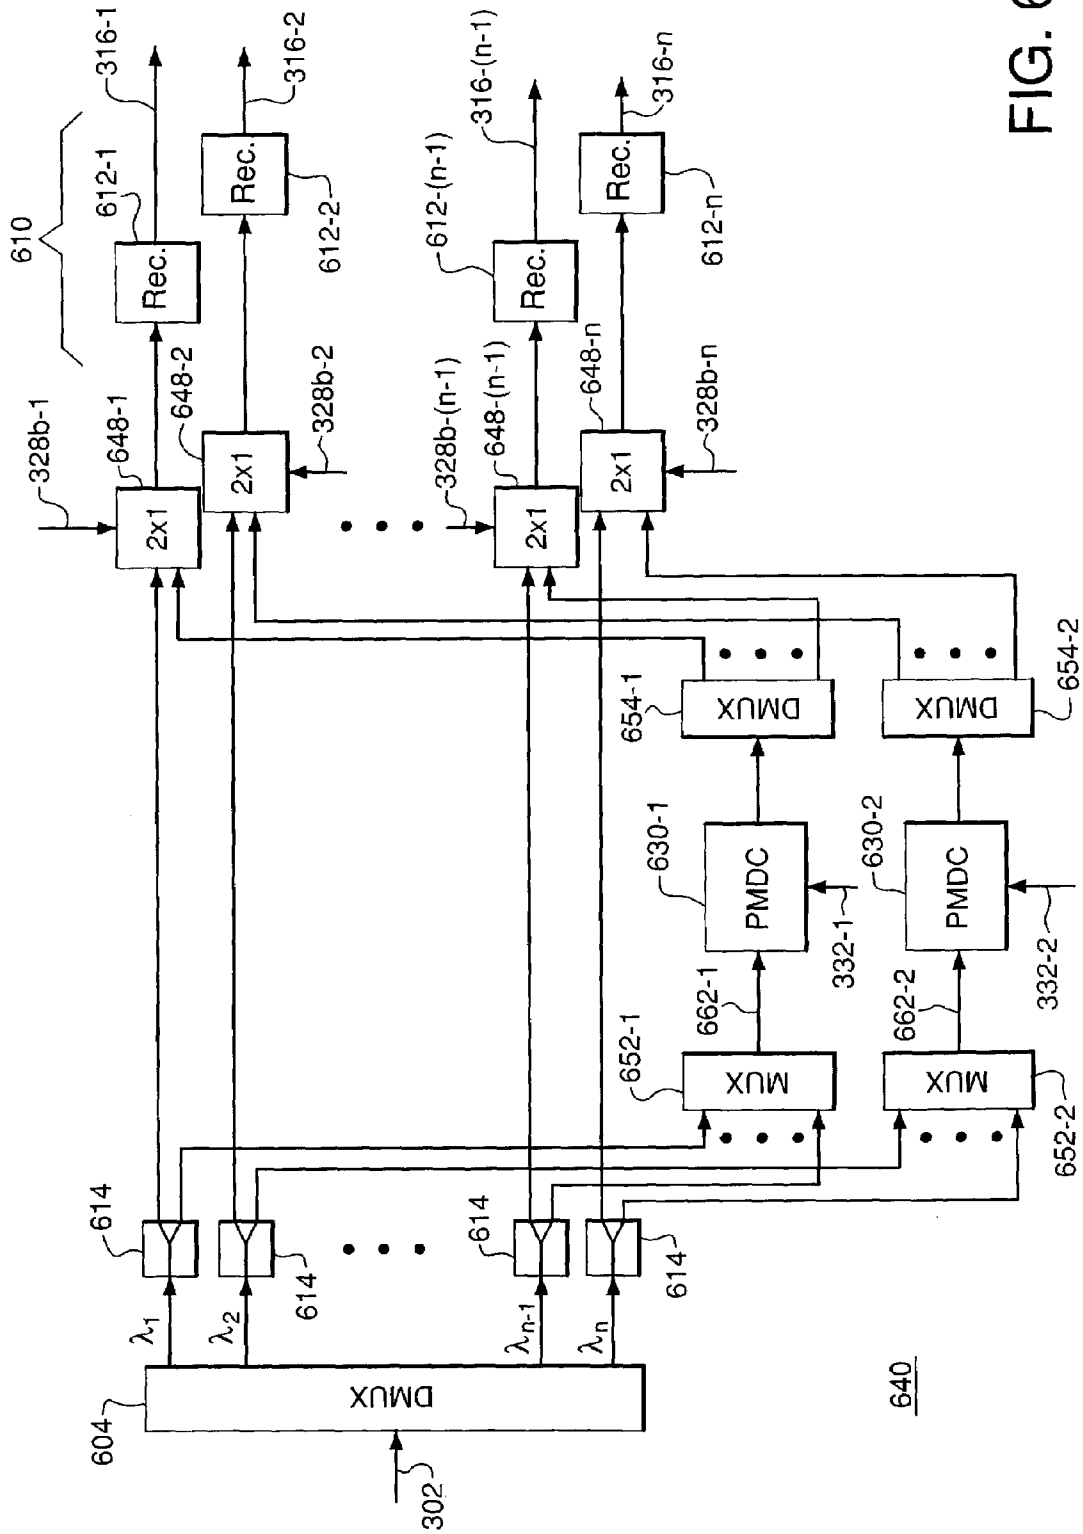 610
316-1
612-1
Rec.
316-2
Rec.
612-2
328b-1
648-1
648-2
2x1
2x1
328b-2
316-(n-1)
612-(n-1)
Rec.
316-n
Rec.
612-n
328b-(n-1)
648-(n-1)
648-n
2x1
2x1
328b-n
654-1
DMUX
DMUX
654-2
630-1
PMDC
332-1
630-2
PMDC
332-2
662-1
662-2
652-1
MUX
MUX
652-2
614
614
614
614
λ1
λ2
λn-1
λn
604
DMUX
302
640
FIG.